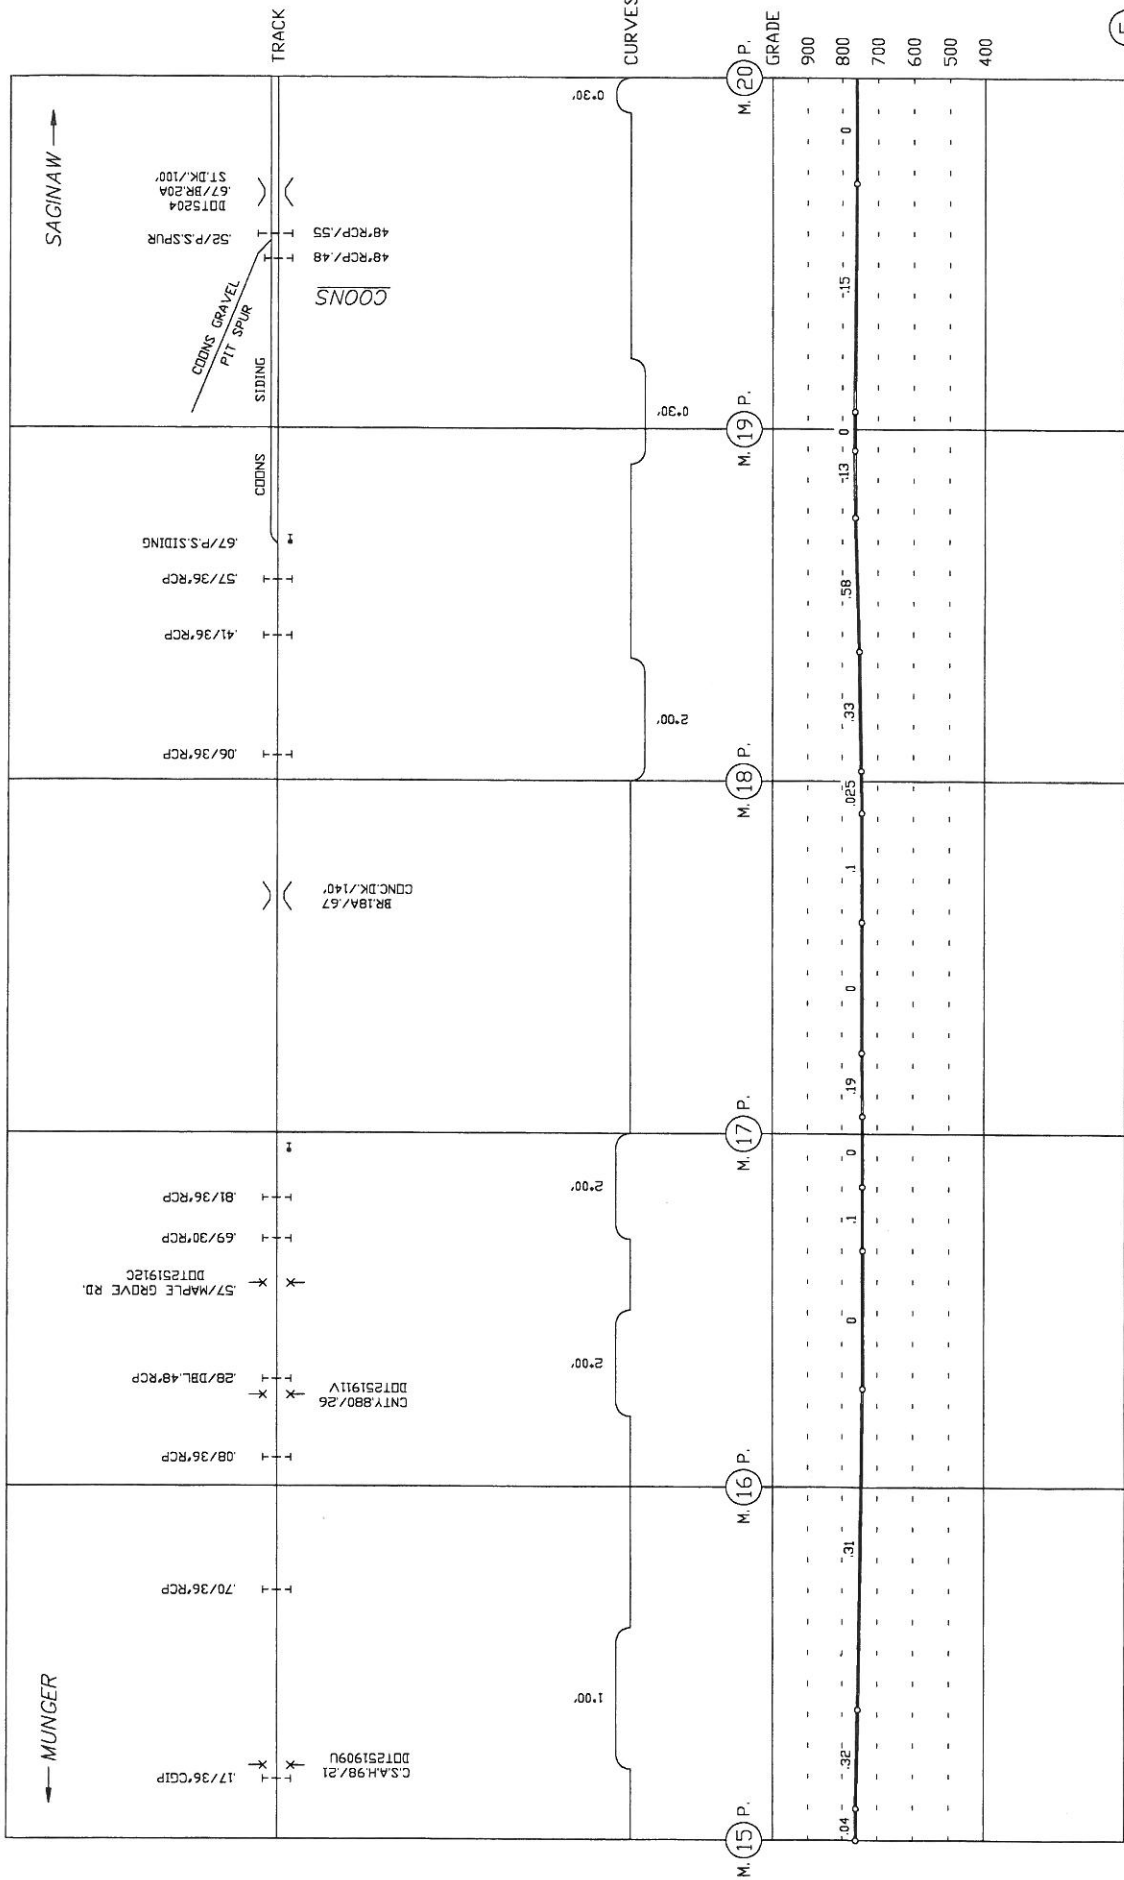 ← MUNGER
SAGINAW →
TRACK
.17/36"CGIP
C.S.A.H.98/.21
DOT251909U
.70/36"RCP
.08/36"RCP
CNTY.880/.26
DOT251911V
.28/DBL.48"RCP
.57/MAPLE GROVE RD.
DOT251912C
.69/30"RCP
.81/36"RCP
BR.18A/.67
CONC.DK./140'
.06/36"RCP
.41/36"RCP
.57/36"RCP
.67/P.S.SIDING
COONS
SIDING
COONS GRAVEL
PIT SPUR
COONS
48"RCP/.48
48"RCP/.55
.52/P.S.SPUR
DOT5204
.67/BR.20A
ST.DK./100'
CURVES
1°00'
2°00'
2°00'
2°00'
0°30'
0°30'
M. 15 P.
M. 16 P.
M. 17 P.
M. 18 P.
M. 19 P.
M. 20 P.
GRADE
900
800
700
600
500
400
.04
.32
.31
0
.1
0
.19
0
.1
.025
.33
.58
.13
0
.15
0